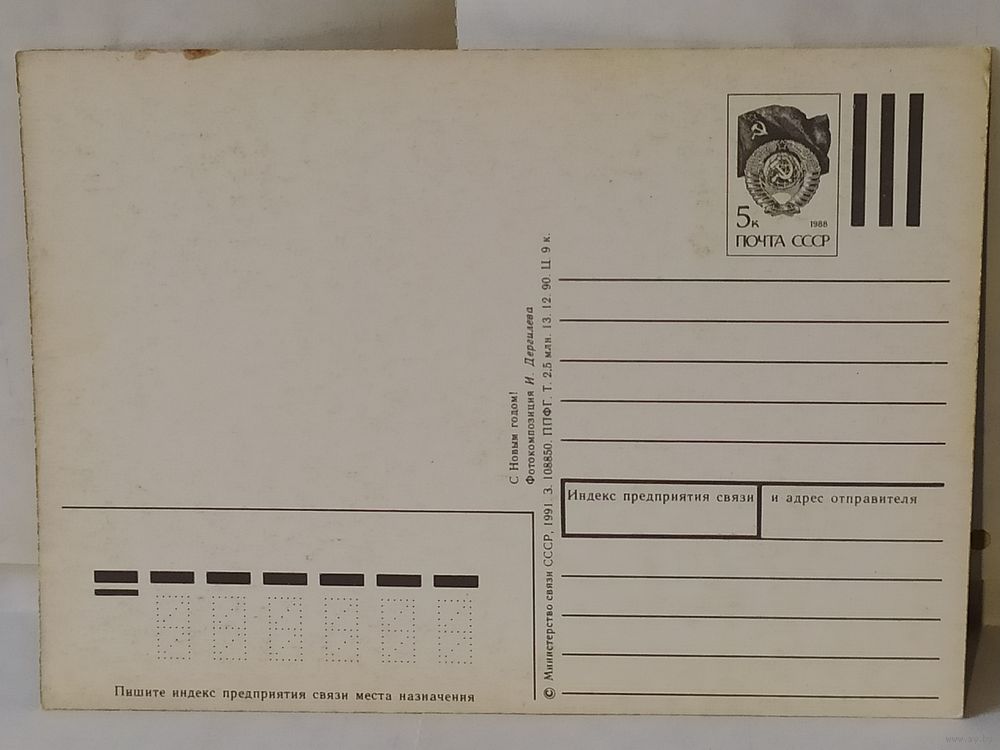 5к
1988
ПОЧТА СССР
С Новым годом!
Фотокомпозиция И. Дергилева
© Министерство связи СССР, 1991. З. 108850. ППФГ. Т. 2,5 млн. 13. 12. 90. Ц. 9 к.
Индекс предприятия связи и адрес отправителя
Пишите индекс предприятия связи места назначения